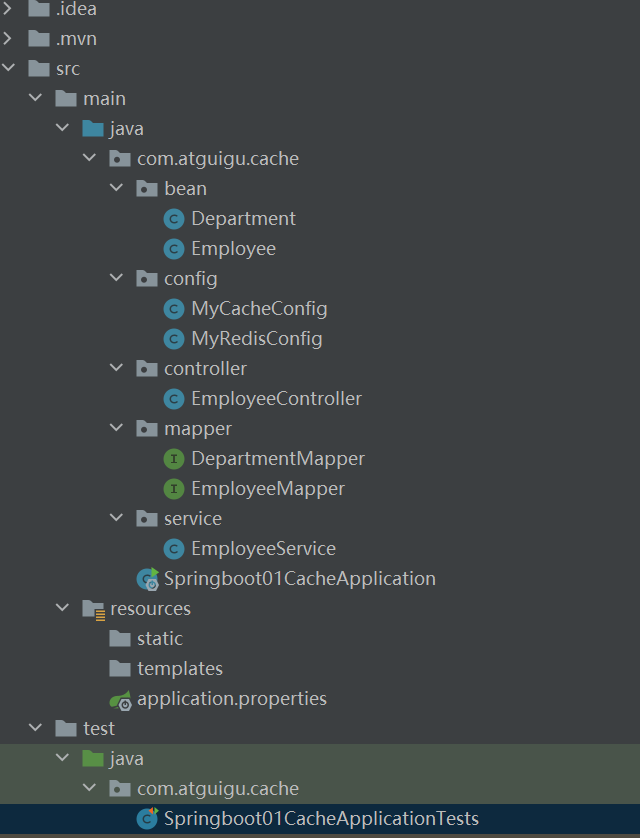 .idea
.mvn
src
main
java
com.atguigu.cache
bean
C Department
C Employee
config
C MyCacheConfig
C MyRedisConfig
controller
C EmployeeController
mapper
I DepartmentMapper
I EmployeeMapper
service
C EmployeeService
Springboot01CacheApplication
resources
static
templates
application.properties
test
java
com.atguigu.cache
C Springboot01CacheApplicationTests